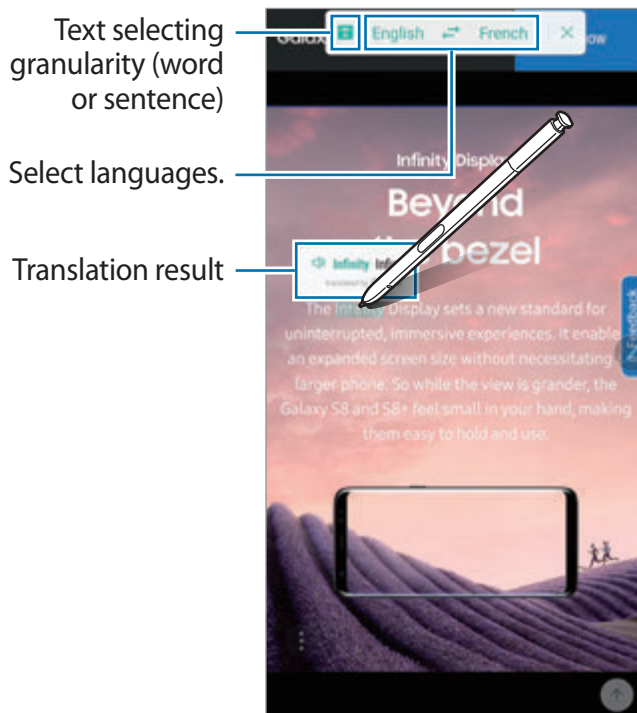 Text selecting
granularity (word
or sentence)
English French
Select languages.
Infinity Display
Beyond
bezel
Translation result
Infinity
The Infinity Display sets a new standard for
uninterrupted, immersive experiences. It enable
an expanded screen size without necessitating
larger phone. So while the view is grander, the
Galaxy S8 and S8+ feel small in your hand, making
them easy to hold and use.
Feedback